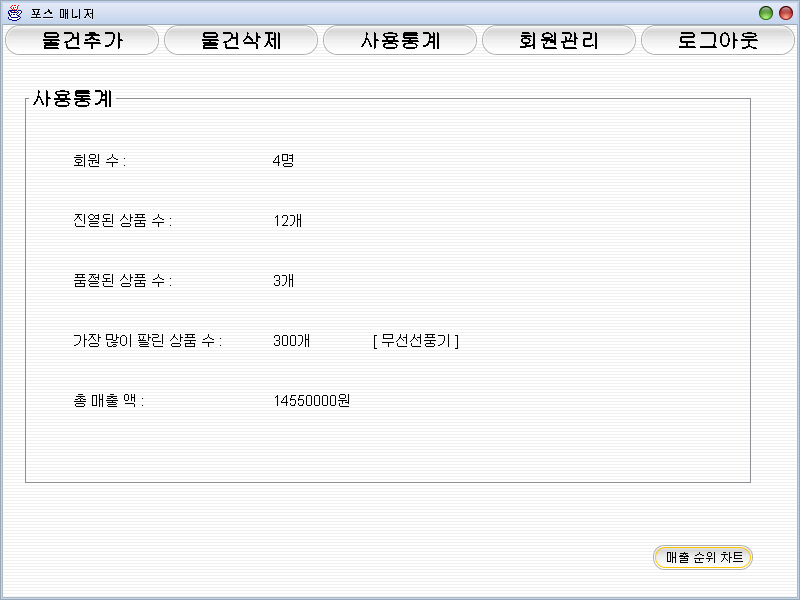 포스 매니저
물건추가 물건삭제 사용통계 회원관리 로그아웃
사용통계
회원 수 : 4명
진열된 상품 수 : 12개
품절된 상품 수 : 3개
가장 많이 팔린 상품 수 : 300개 [ 무선선풍기 ]
총 매출 액 : 14550000원
매출 순위 차트